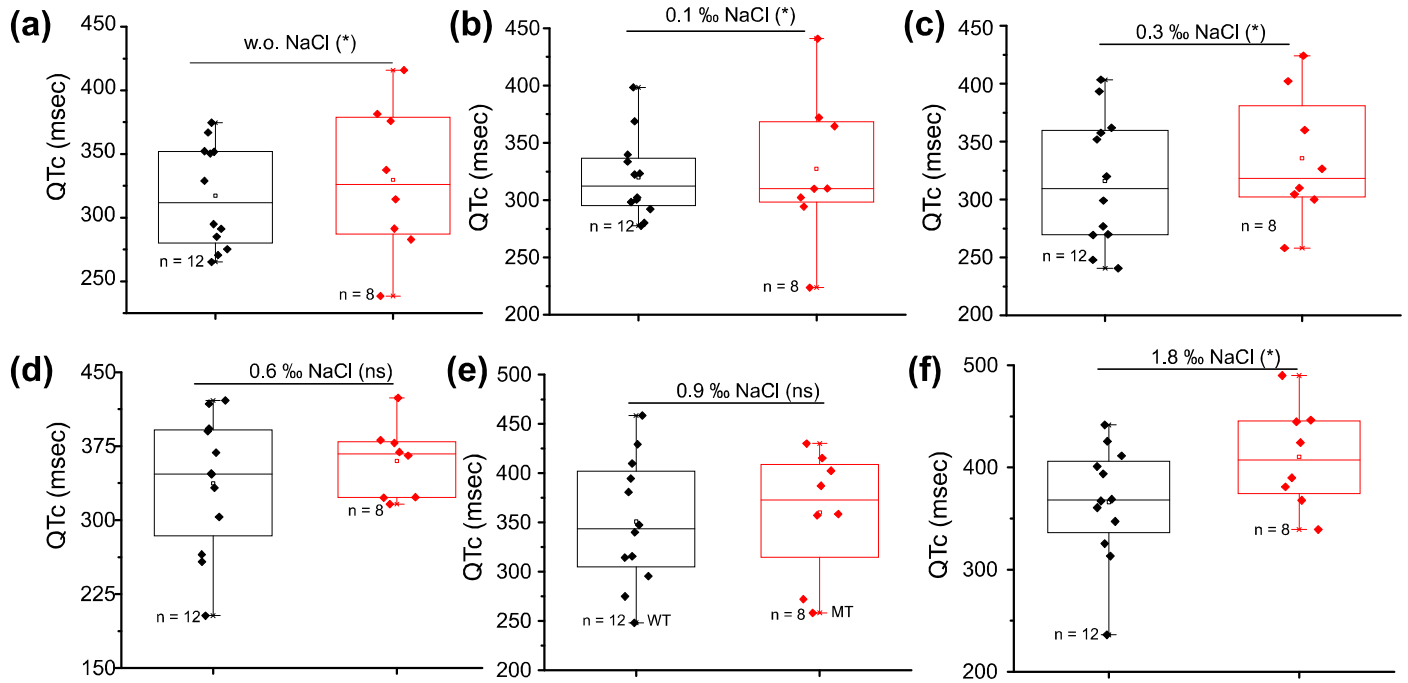 (a)
w.o. NaCl (*)
QTc (msec)
450
400
350
300
250
n = 12
n = 8
(b)
0.1 ‰ NaCl (*)
QTc (msec)
450
400
350
300
250
200
n = 12
n = 8
(c)
0.3 ‰ NaCl (*)
QTc (msec)
450
400
350
300
250
200
n = 12
n = 8
(d)
0.6 ‰ NaCl (ns)
QTc (msec)
450
375
300
225
150
n = 12
n = 8
(e)
0.9 ‰ NaCl (ns)
QTc (msec)
500
450
400
350
300
250
200
n = 12 WT
n = 8 MT
(f)
1.8 ‰ NaCl (*)
QTc (msec)
500
400
300
200
n = 12
n = 8